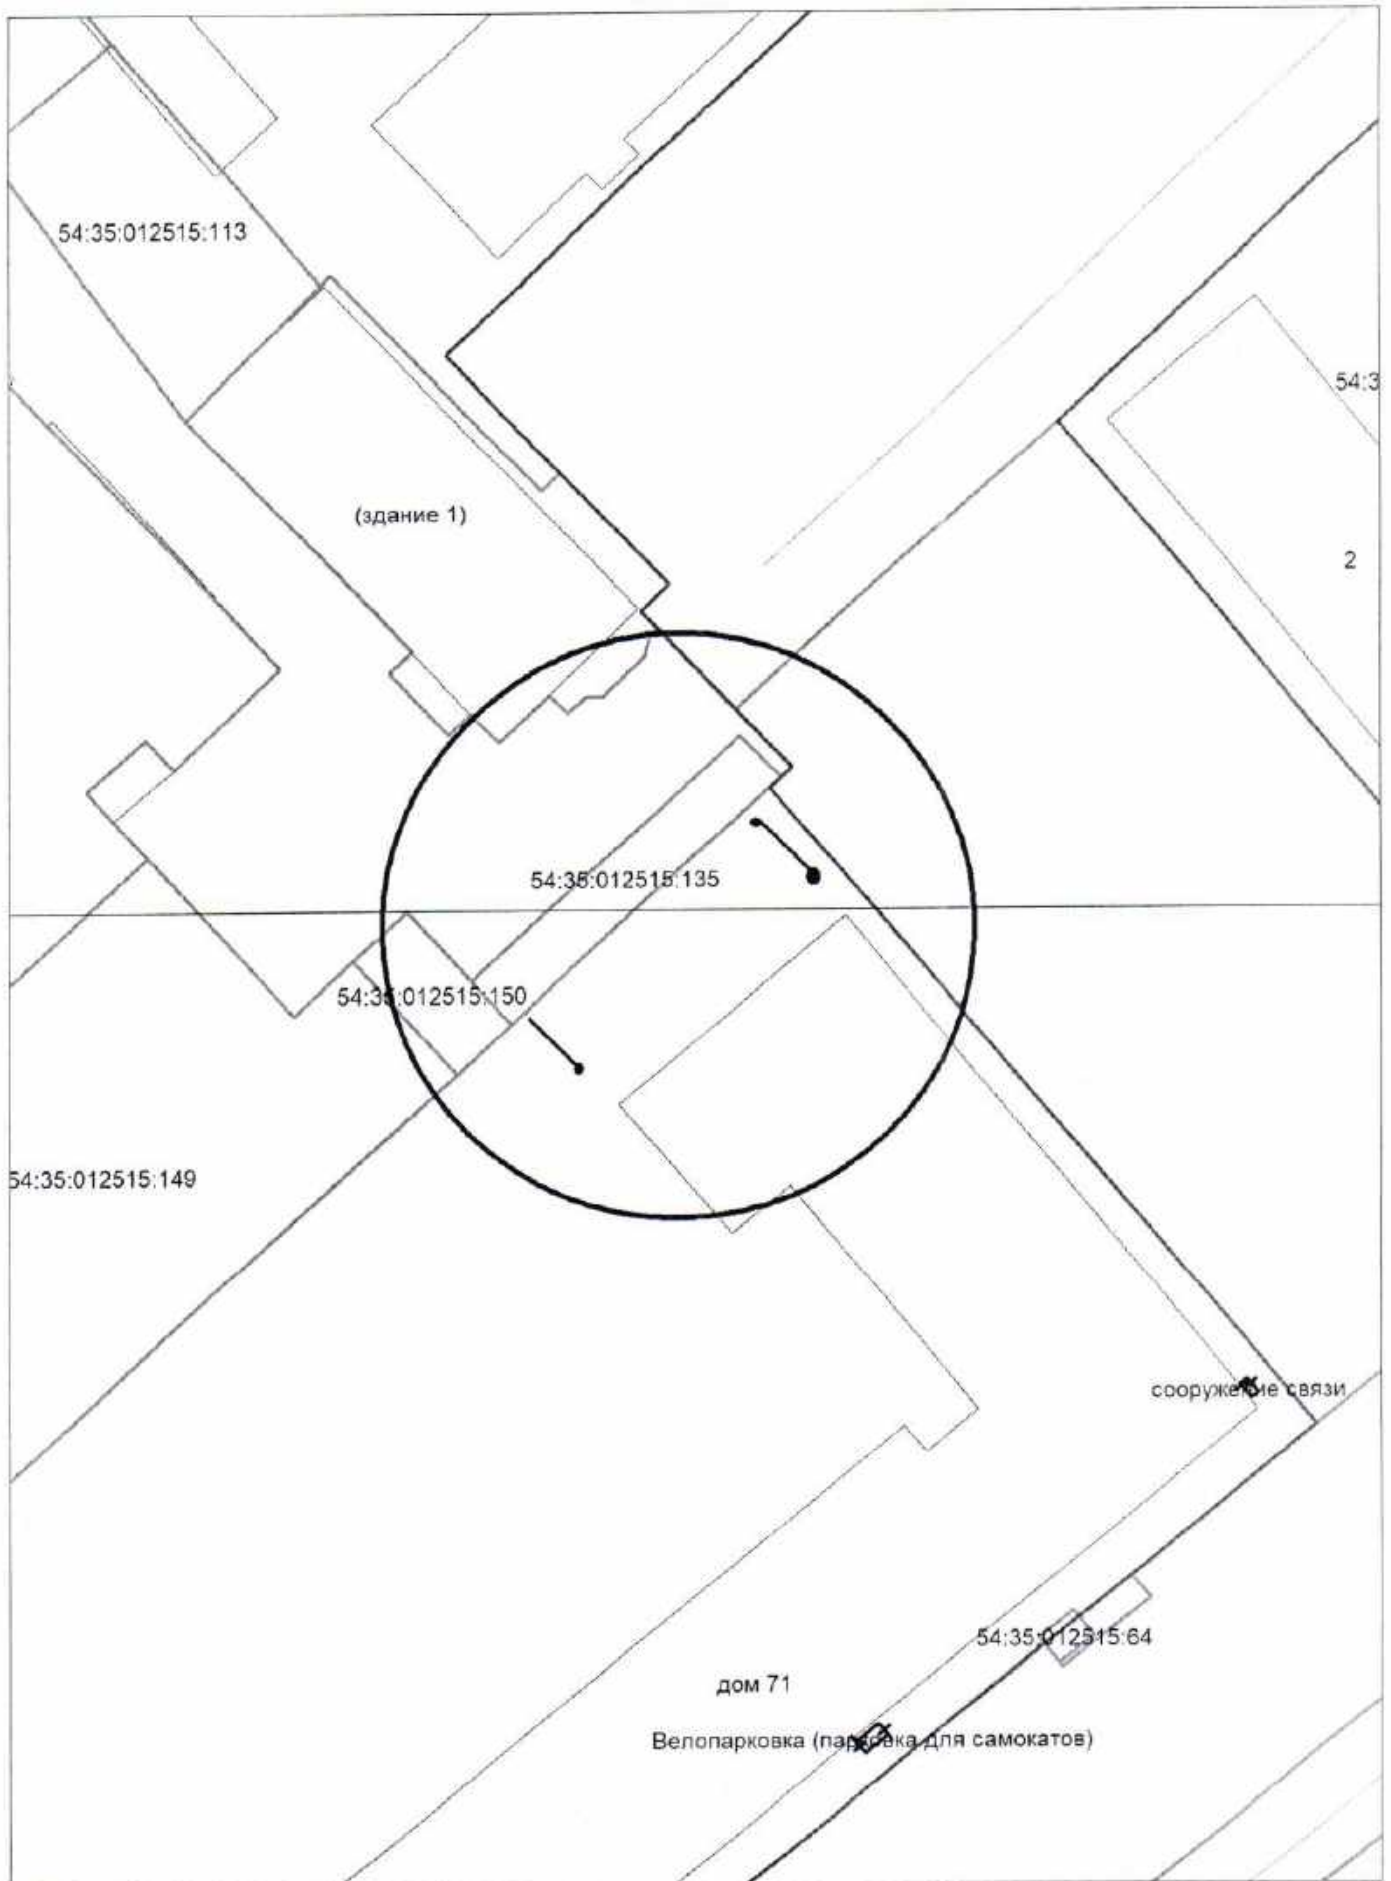 54:35:012515:113
54:3
(здание 1)
2
54:35:012515:135
54:35:012515:150
54:35:012515:149
сооружение связи
54:35:012515:64
дом 71
Велопарковка (парковка для самокатов)